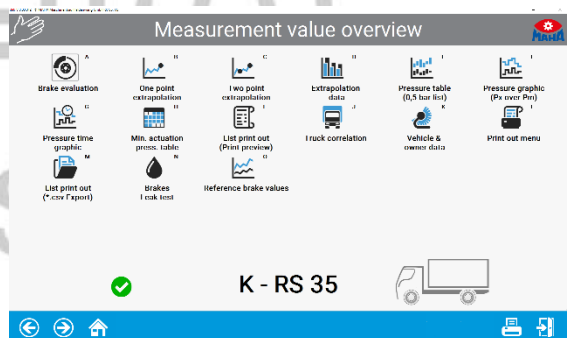 Measurement value overview
MAHA
A
Brake evaluation
One point
extrapolation
C
Two point
extrapolation
Extrapolation
data
Pressure table
(0,5 bar list)
Pressure graphic
(Px over Pm)
G
Pressure time
graphic
Min. actuation
press. table
List print out
(Print preview)
J
Truck correlation
K
Vehicle &
owner data
Print out menu
M
List print out
(*.csv Export)
N
Brakes
Leak test
O
Reference brake values
K - RS 35